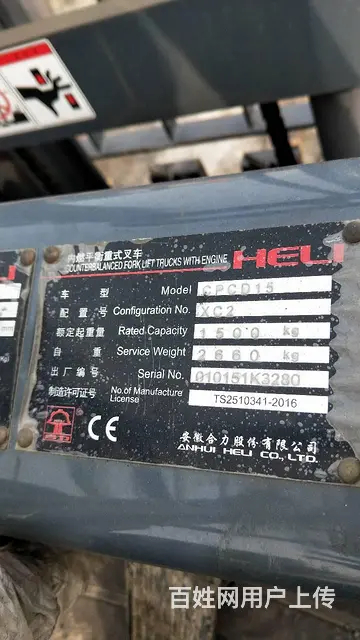 内燃平衡重式叉车
COUNTERBALANCED FORK LIFT TRUCKS WITH ENGINE
HELI
车 型 Model CPCD15
配 置 号 Configuration No. XC2
额定起重量 Rated Capacity 1500 kg
自 重 Service Weight 2660 kg
出 厂 编 号 Serial No. 010151K3280
制造许可证号 No.of Manufacture License TS2510341-2016
CE
安徽合力股份有限公司
ANHUI HELI CO., LTD.
百姓网用户上传